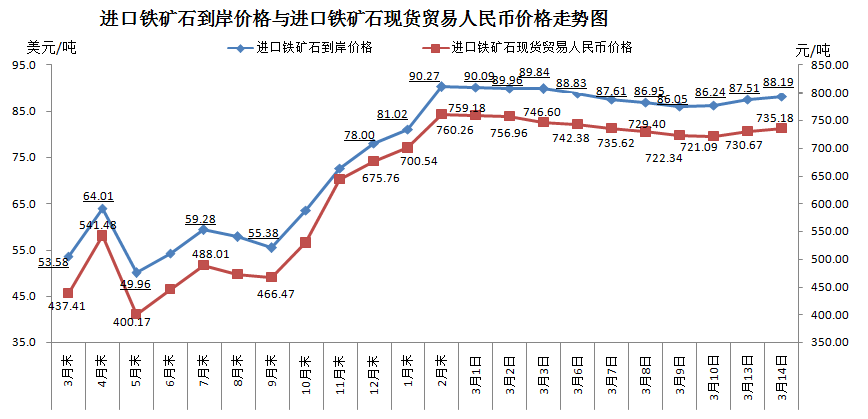 进口铁矿石到岸价格与进口铁矿石现货贸易人民币价格走势图
美元/吨
进口铁矿石到岸价格
进口铁矿石现货贸易人民币价格
元/吨
95.0
85.0
75.0
65.0
55.0
45.0
35.0
850.00
800.00
750.00
700.00
650.00
600.00
550.00
500.00
450.00
400.00
350.00
53.58
64.01
49.96
59.28
55.38
78.00
81.02
90.27
90.09
89.96
89.84
88.83
87.61
86.95
86.05
86.24
87.51
88.19
437.41
541.48
400.17
488.01
466.47
675.76
700.54
760.26
759.18
756.96
746.60
742.38
735.62
729.40
722.34
721.09
730.67
735.18
3月末
4月末
5月末
6月末
7月末
8月末
9月末
10月末
11月末
12月末
1月末
2月末
3月1日
3月2日
3月3日
3月6日
3月7日
3月8日
3月9日
3月10日
3月13日
3月14日